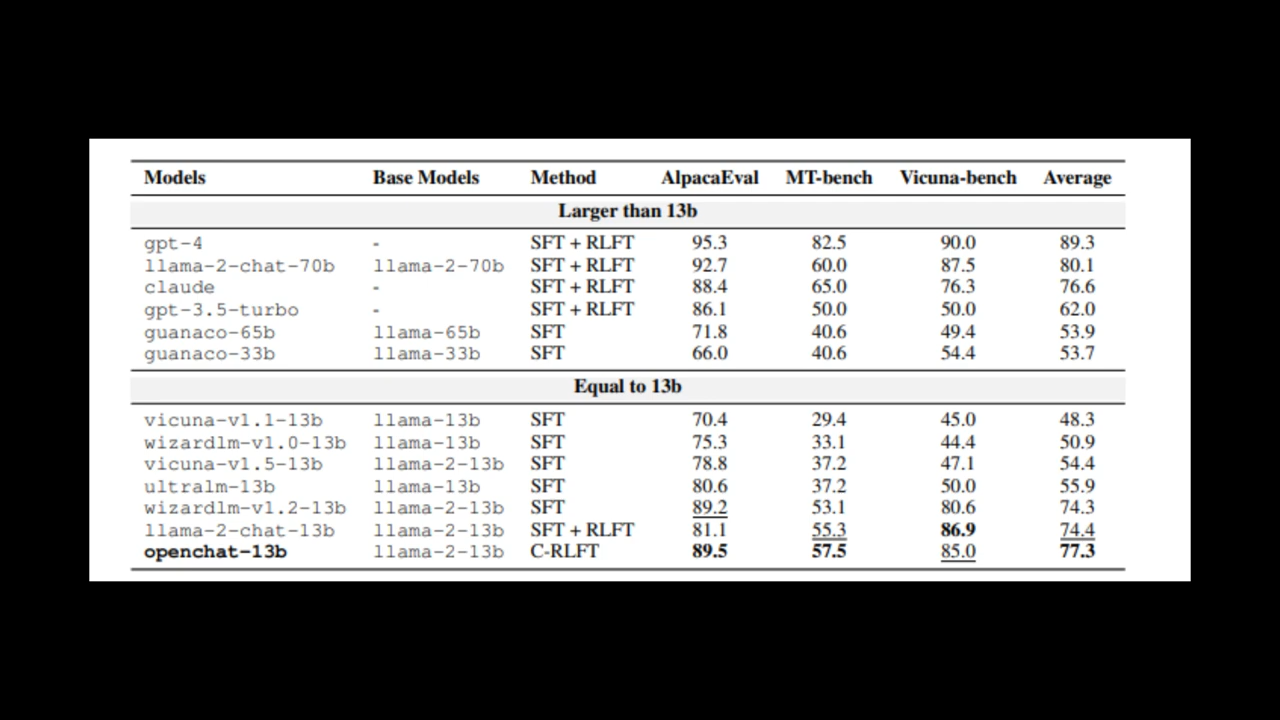 Models Base Models Method AlpacaEval MT-bench Vicuna-bench Average
Larger than 13b
gpt-4 - SFT + RLFT 95.3 82.5 90.0 89.3
llama-2-chat-70b llama-2-70b SFT + RLFT 92.7 60.0 87.5 80.1
claude - SFT + RLFT 88.4 65.0 76.3 76.6
gpt-3.5-turbo - SFT + RLFT 86.1 50.0 50.0 62.0
guanaco-65b llama-65b SFT 71.8 40.6 49.4 53.9
guanaco-33b llama-33b SFT 66.0 40.6 54.4 53.7
Equal to 13b
vicuna-v1.1-13b llama-13b SFT 70.4 29.4 45.0 48.3
wizardlm-v1.0-13b llama-13b SFT 75.3 33.1 44.4 50.9
vicuna-v1.5-13b llama-2-13b SFT 78.8 37.2 47.1 54.4
ultralm-13b llama-13b SFT 80.6 37.2 50.0 55.9
wizardlm-v1.2-13b llama-2-13b SFT 89.2 53.1 80.6 74.3
llama-2-chat-13b llama-2-13b SFT + RLFT 81.1 55.3 86.9 74.4
openchat-13b llama-2-13b C-RLFT 89.5 57.5 85.0 77.3